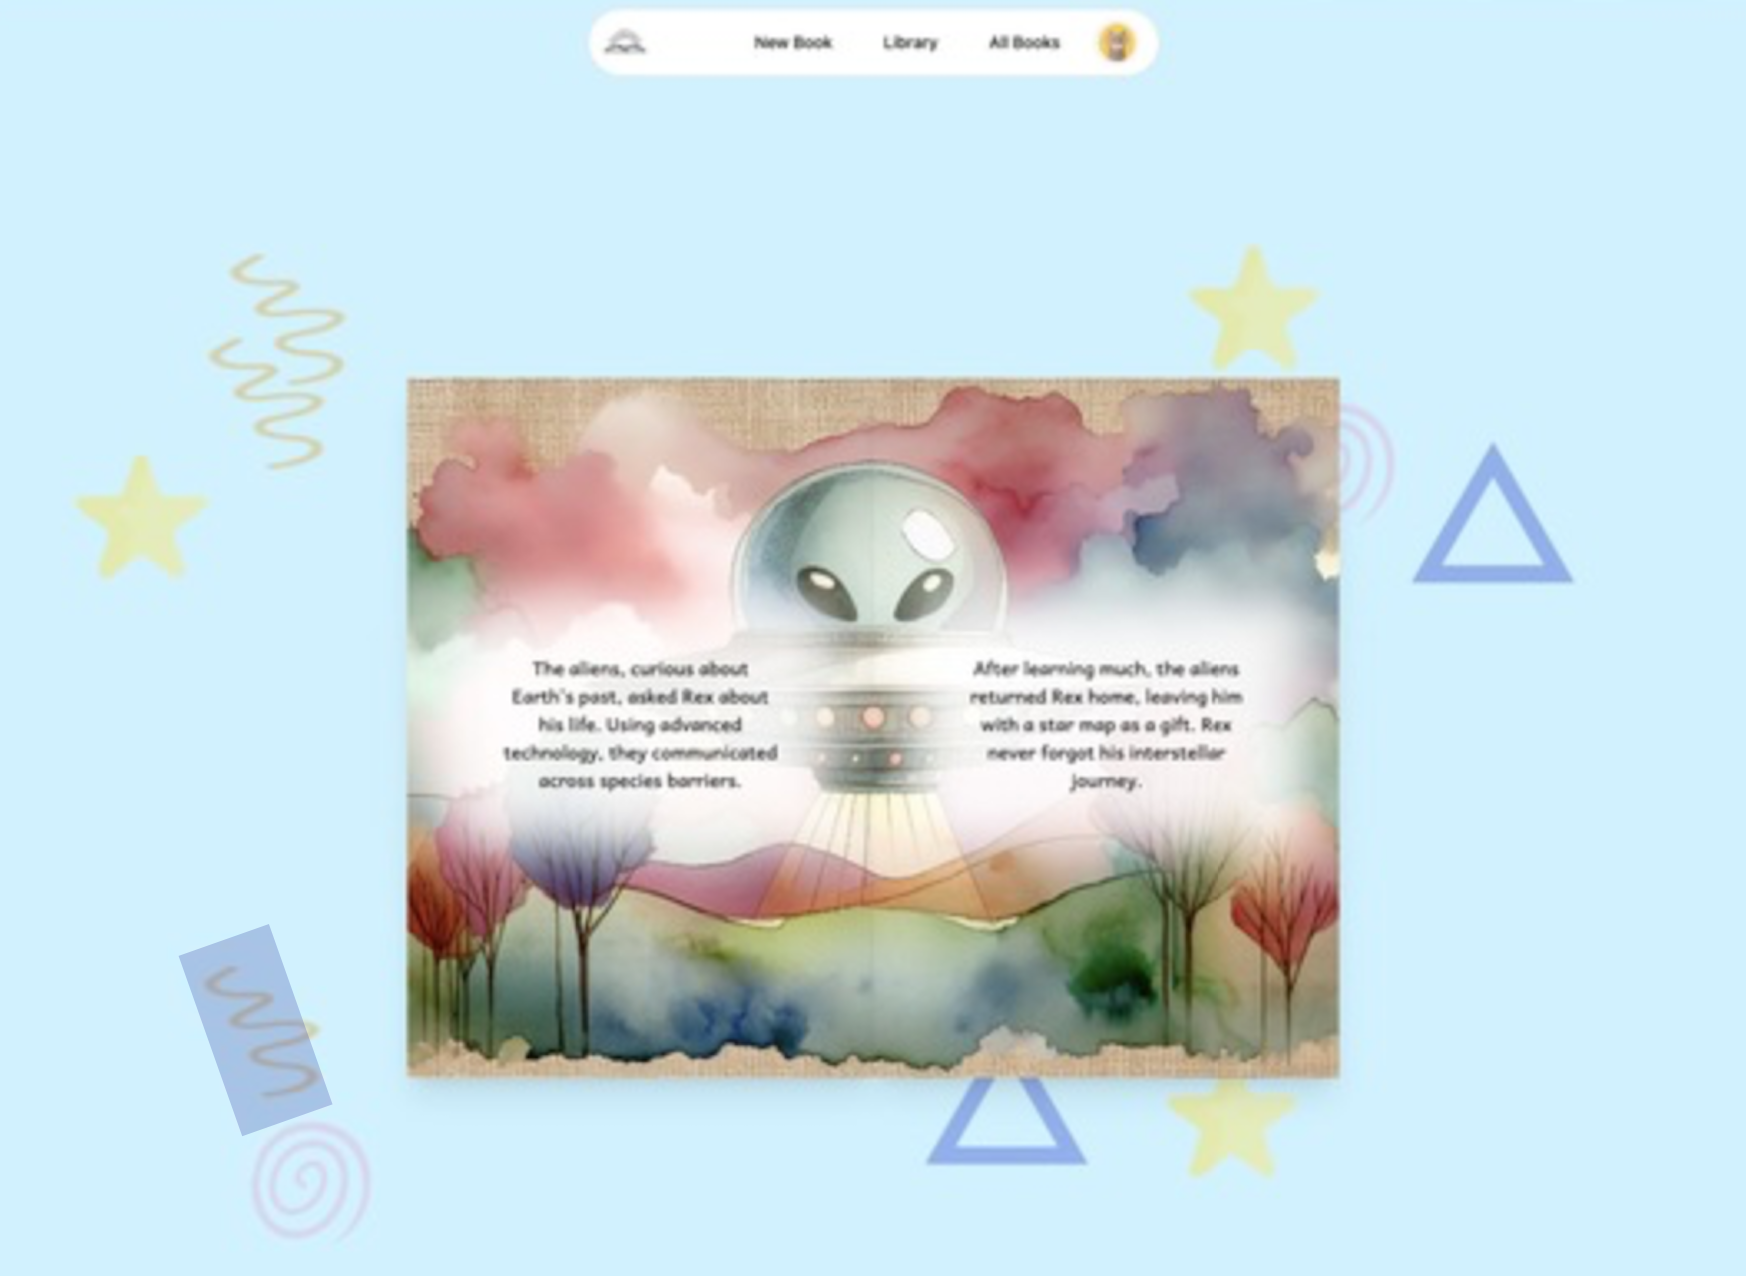 New Book
Library
All Books
The aliens, curious about
Earth's past, asked Rex about
his life. Using advanced
technology, they communicated
across species barriers.
After learning much, the aliens
returned Rex home, leaving him
with a star map as a gift. Rex
never forgot his interstellar
journey.